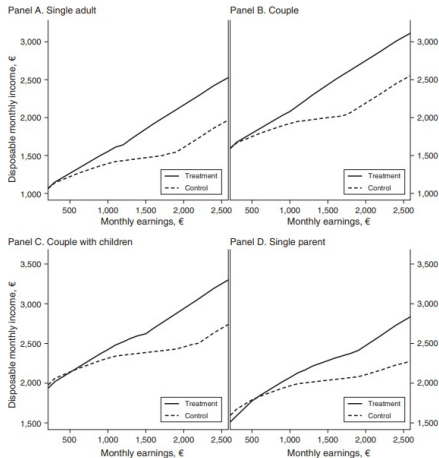 Panel A. Single adult
Disposable monthly income, €
3,000
2,500
2,000
1,500
1,000
Treatment
Control
500 1,000 1,500 2,000 2,500
Monthly earnings, €
Panel B. Couple
3,000
2,500
2,000
1,500
1,000
Treatment
Control
500 1,000 1,500 2,000 2,500
Monthly earnings, €
Panel C. Couple with children
Disposable monthly income, €
3,500
3,000
2,500
2,000
1,500
Treatment
Control
500 1,000 1,500 2,000 2,500
Monthly earnings, €
Panel D. Single parent
3,500
3,000
2,500
2,000
1,500
Treatment
Control
500 1,000 1,500 2,000 2,500
Monthly earnings, €